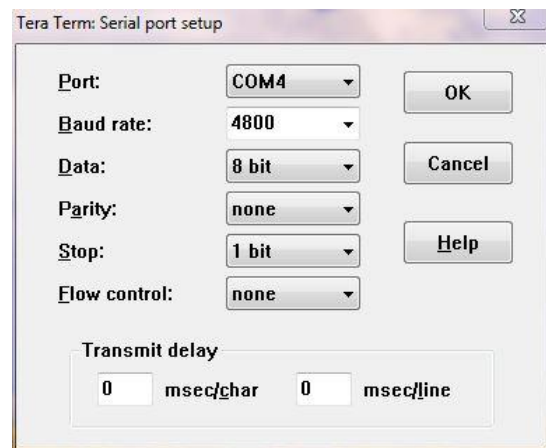 Tera Term: Serial port setup
Port: COM4 OK
Baud rate: 4800
Data: 8 bit Cancel
Parity: none
Stop: 1 bit Help
Flow control: none
Transmit delay
0 msec/char 0 msec/line